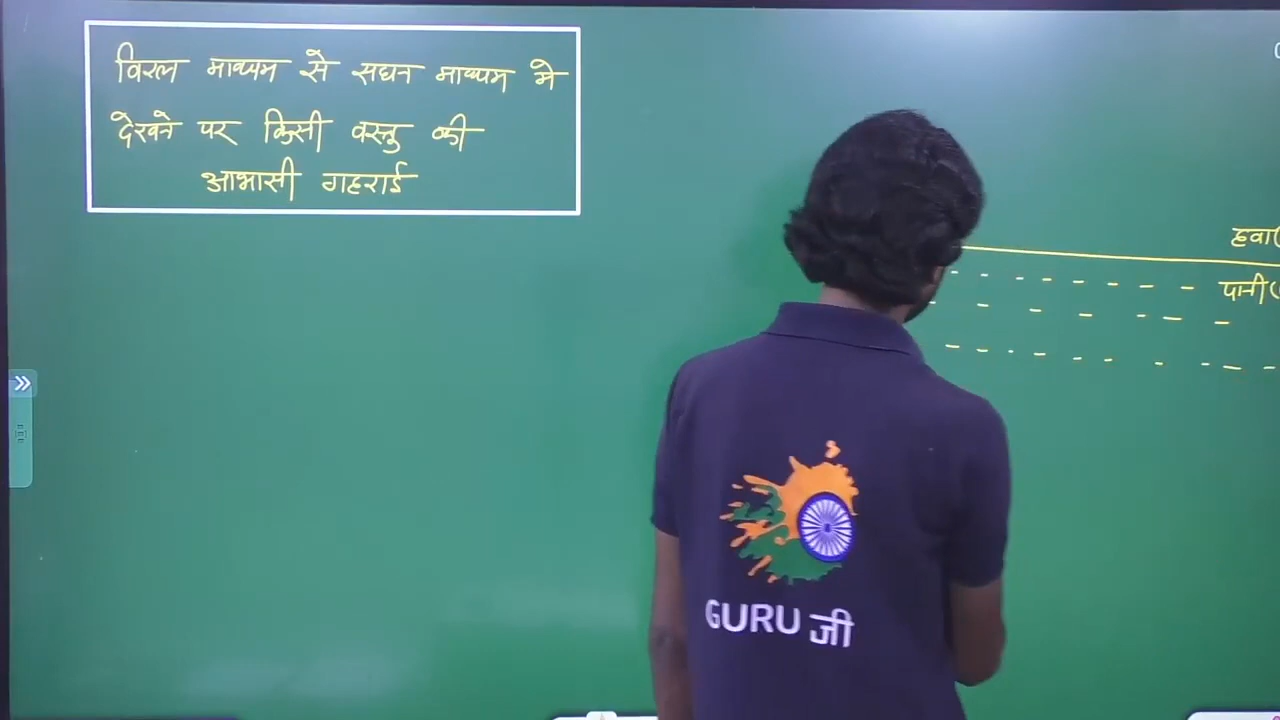 विरल माध्यम से सघन माध्यम मे
देखने पर किसी वस्तु की
आभासी गहराई
हवा(
पानी(
GURU जी